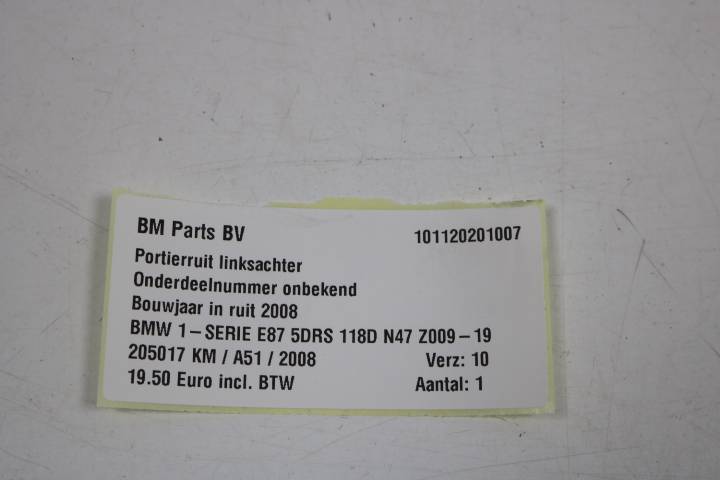 BM Parts BV 101120201007
Portierruit linksachter
Onderdeelnummer onbekend
Bouwjaar in ruit 2008
BMW 1-SERIE E87 5DRS 118D N47 Z009-19
205017 KM / A51 / 2008 Verz: 10
19.50 Euro incl. BTW Aantal: 1